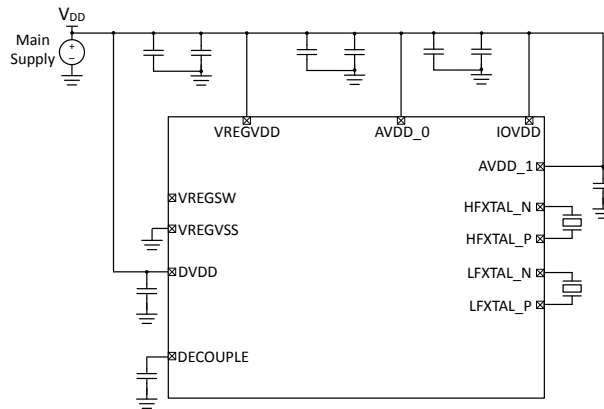 VDD
Main
Supply
+
−
VREGVDD
AVDD_0
IOVDD
AVDD_1
VREGSW
HFXTAL_N
VREGVSS
HFXTAL_P
DVDD
LFXTAL_N
LFXTAL_P
DECOUPLE